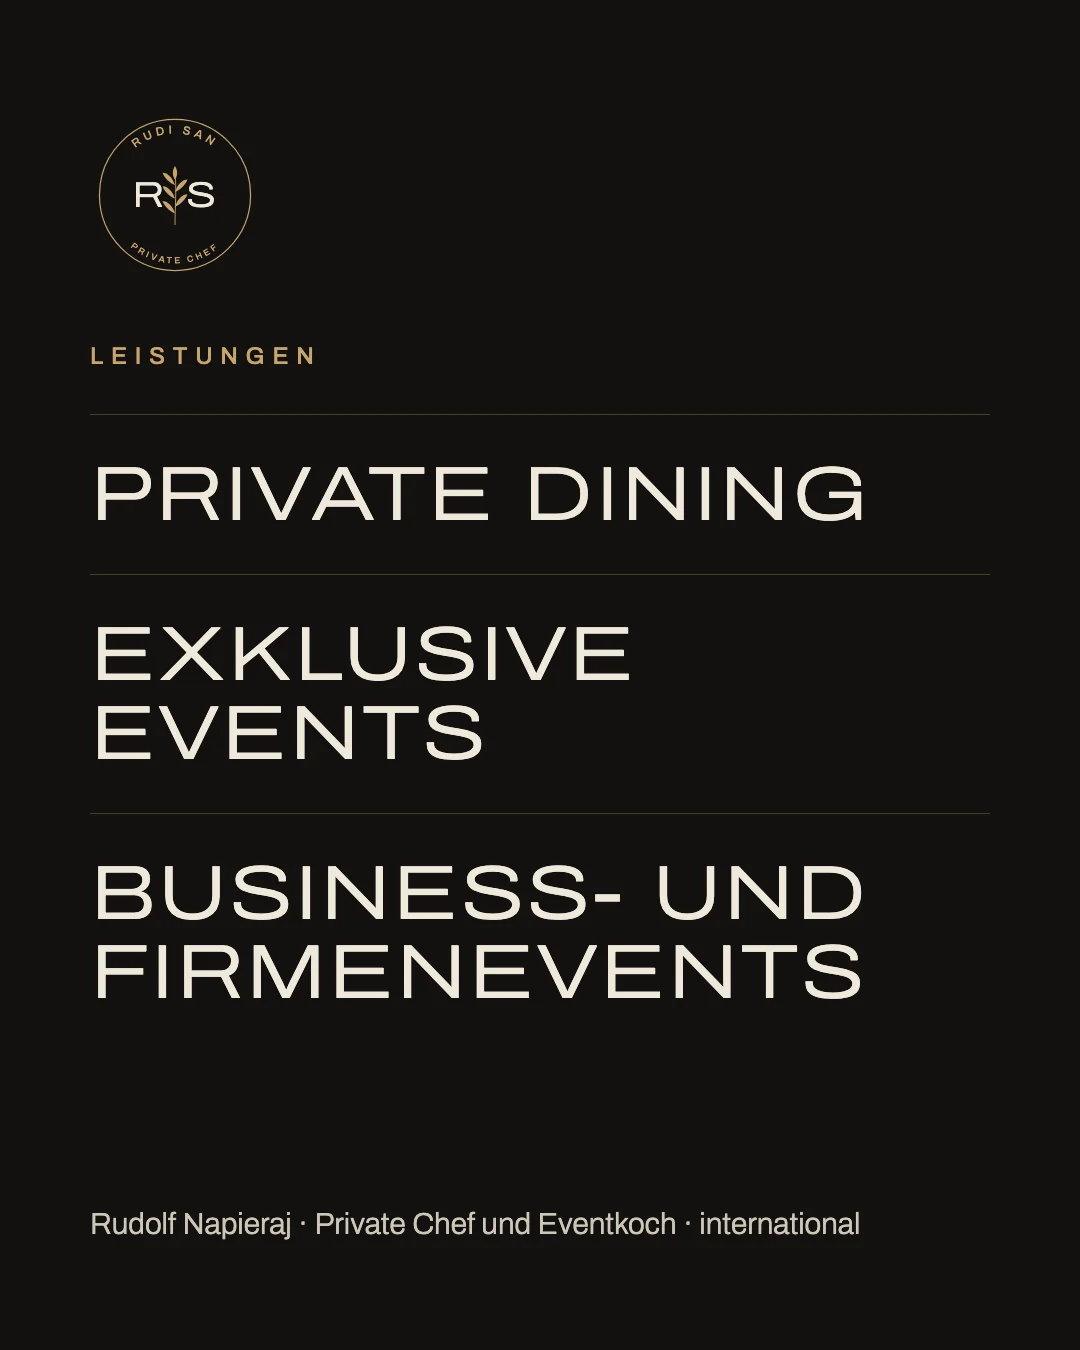 RUDI SAN
RS
PRIVATE CHEF
LEISTUNGEN
PRIVATE DINING
EXKLUSIVE
EVENTS
BUSINESS- UND
FIRMENEVENTS
Rudolf Napieraj · Private Chef und Eventkoch · international